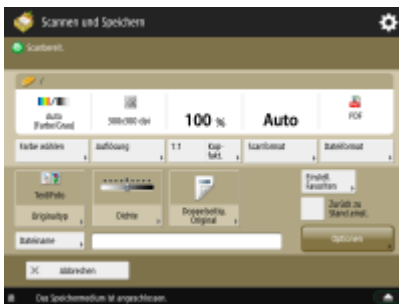 Scannen und Speichern
Scanbereit.
/
Auto
(Farbe/Grau)
300x300 dpi
100 %
Auto
PDF
Farbe wählen
Auflösung
1:1
Kop.-
fakt.
Scanformat
Dateiformat
Text/Foto
Originaltyp
Dichte
Doppelseitig.
Original
Einstell.
Favoriten
Zurück zu
Stand.einst.
Dateiname
Optionen
Abbrechen
Das Speichermedium ist angeschlossen.